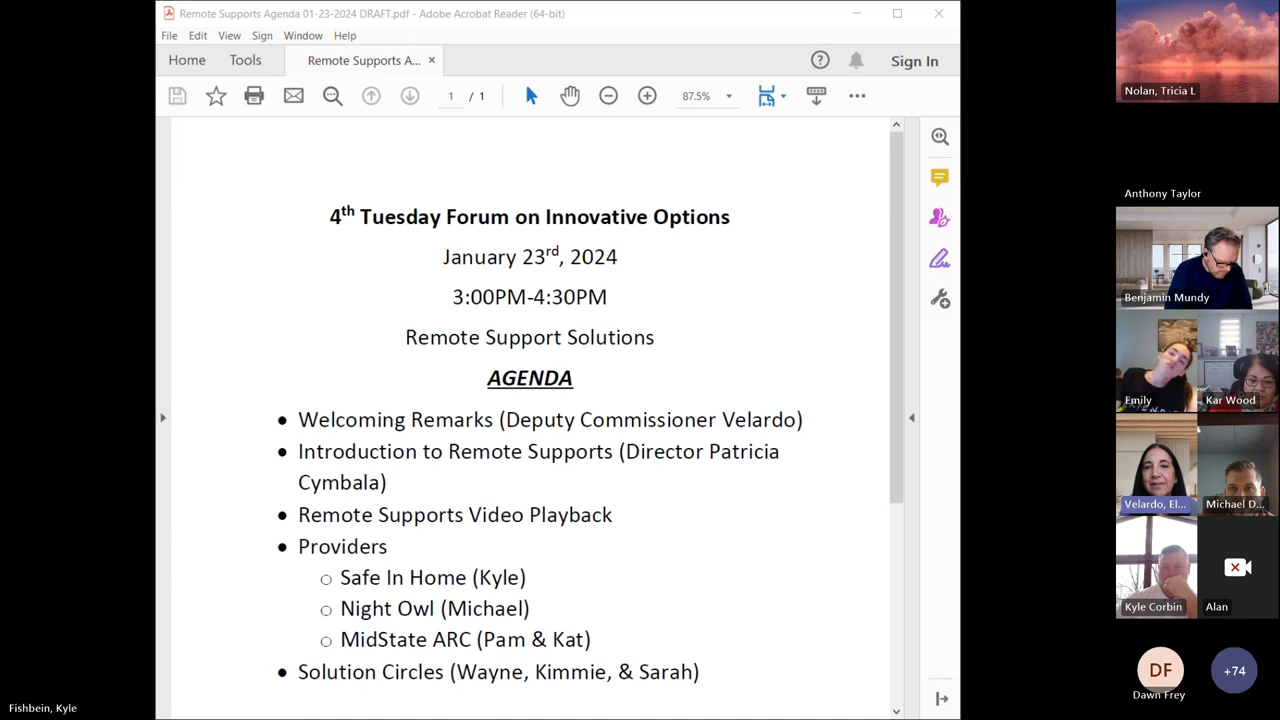 Remote Supports Agenda 01-23-2024 DRAFT.pdf - Adobe Acrobat Reader (64-bit)
File Edit View Sign Window Help
Home Tools Remote Supports A... × Sign In
1 / 1 87.5%
4th Tuesday Forum on Innovative Options
January 23rd, 2024
3:00PM-4:30PM
Remote Support Solutions
AGENDA
• Welcoming Remarks (Deputy Commissioner Velardo)
• Introduction to Remote Supports (Director Patricia
Cymbala)
• Remote Supports Video Playback
• Providers
○ Safe In Home (Kyle)
○ Night Owl (Michael)
○ MidState ARC (Pam & Kat)
• Solution Circles (Wayne, Kimmie, & Sarah)
Nolan, Tricia L
Anthony Taylor
Benjamin Mundy
Emily
Kar Wood
Velardo, El...
Michael D...
Kyle Corbin
Alan
DF
+74
Dawn Frey
Fishbein, Kyle